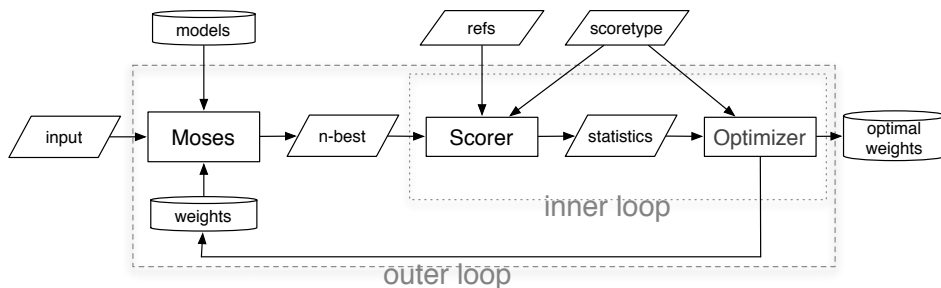 models
refs
scoretype
input
Moses
n-best
Scorer
statistics
Optimizer
optimal
weights
weights
inner loop
outer loop